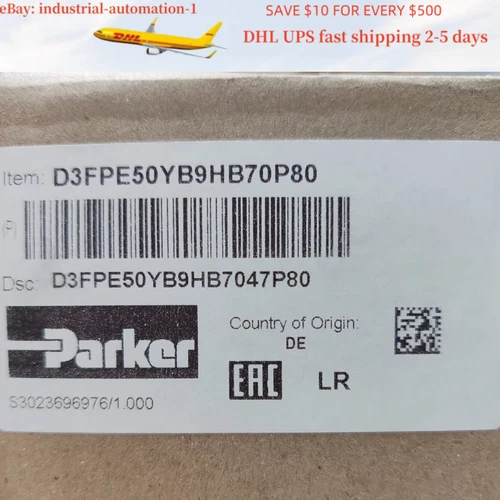 eBay: industrial-automation-1
SAVE $10 FOR EVERY $500
DHL
DHL UPS fast shipping 2-5 days
Item: D3FPE50YB9HB70P80
(P)
Dsc: D3FPE50YB9HB7047P80
Parker
Country of Origin:
DE
EAC LR
S3023696976/1.000